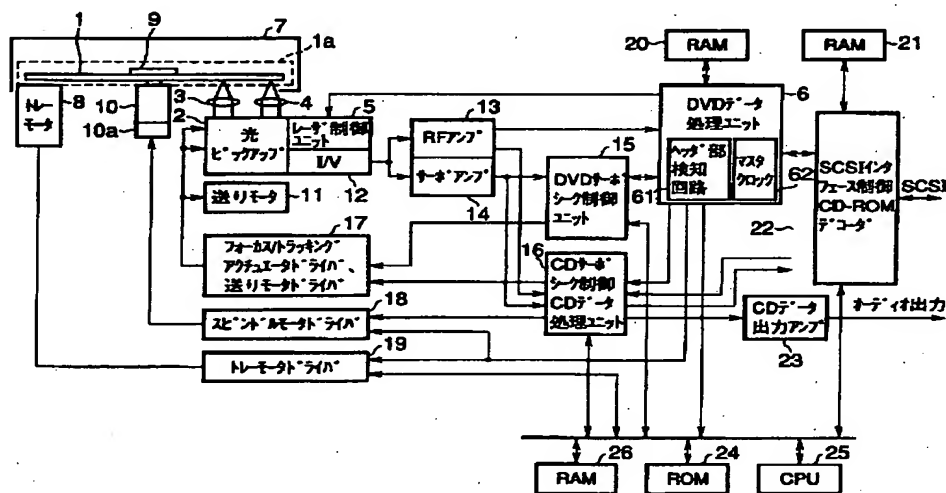 1
9
7
1a
20
RAM
RAM
21
トレー
モータ
8
3
4
10
10a
2
光
ピックアップ
5
レーザ制御
ユニット
I/V
12
13
RFアンプ
サーボアンプ
14
6
DVDデータ
処理ユニット
ヘッダ部
検知
回路
マスタ
クロック
61
62
15
DVDサーボ
シーク制御
ユニット
SCSIインタ
フェース制御
CD-ROM
デコーダ
SCSI
22
送りモータ
11
17
フォーカス/トラッキング
アクチュエータドライバ、
送りモータドライバ
16
CDサーボ
シーク制御
CDデータ
処理ユニット
18
スピンドルモータドライバ
CDデータ
出力アンプ
オーディオ出力
23
19
トレーモータドライバ
26
RAM
24
ROM
25
CPU